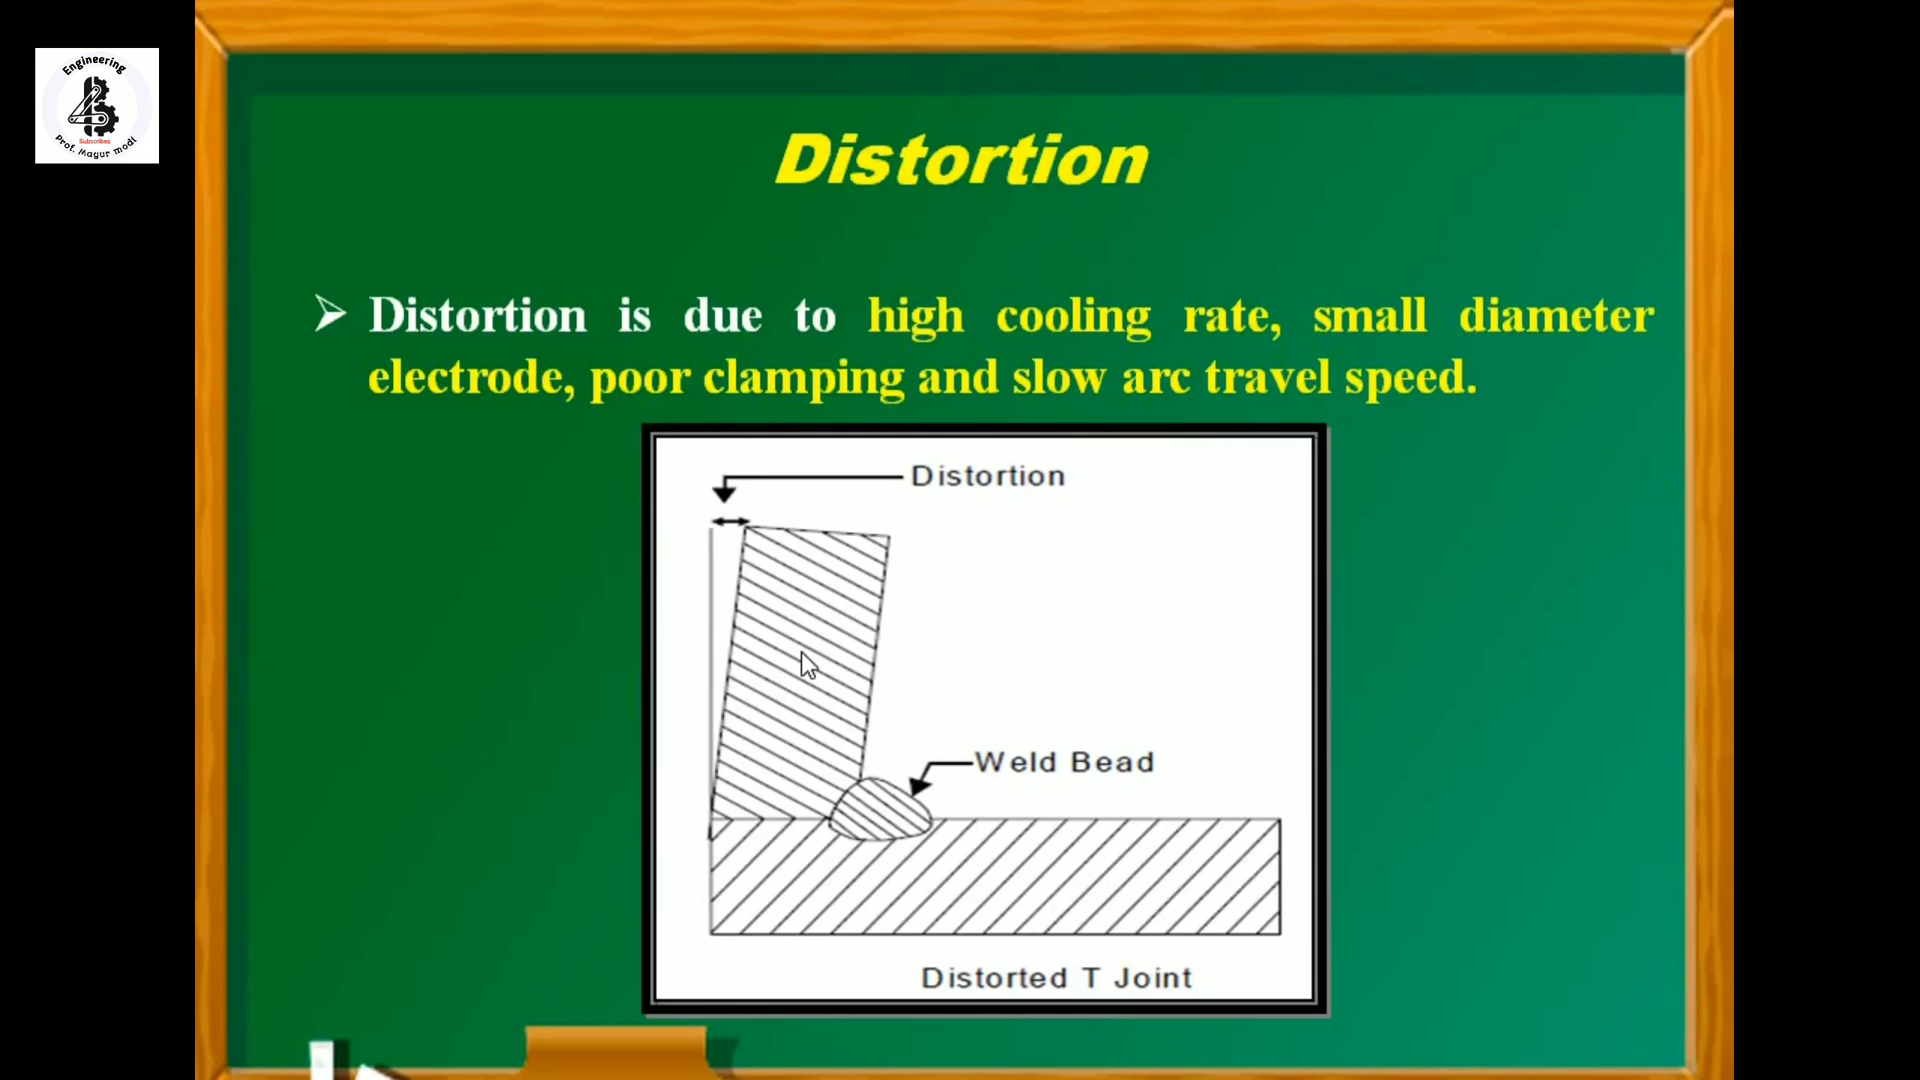 Engineering
Subscribes
Prof. Mayur modi
Distortion
➢ Distortion is due to high cooling rate, small diameter
electrode, poor clamping and slow arc travel speed.
Distortion
Weld Bead
Distorted T Joint